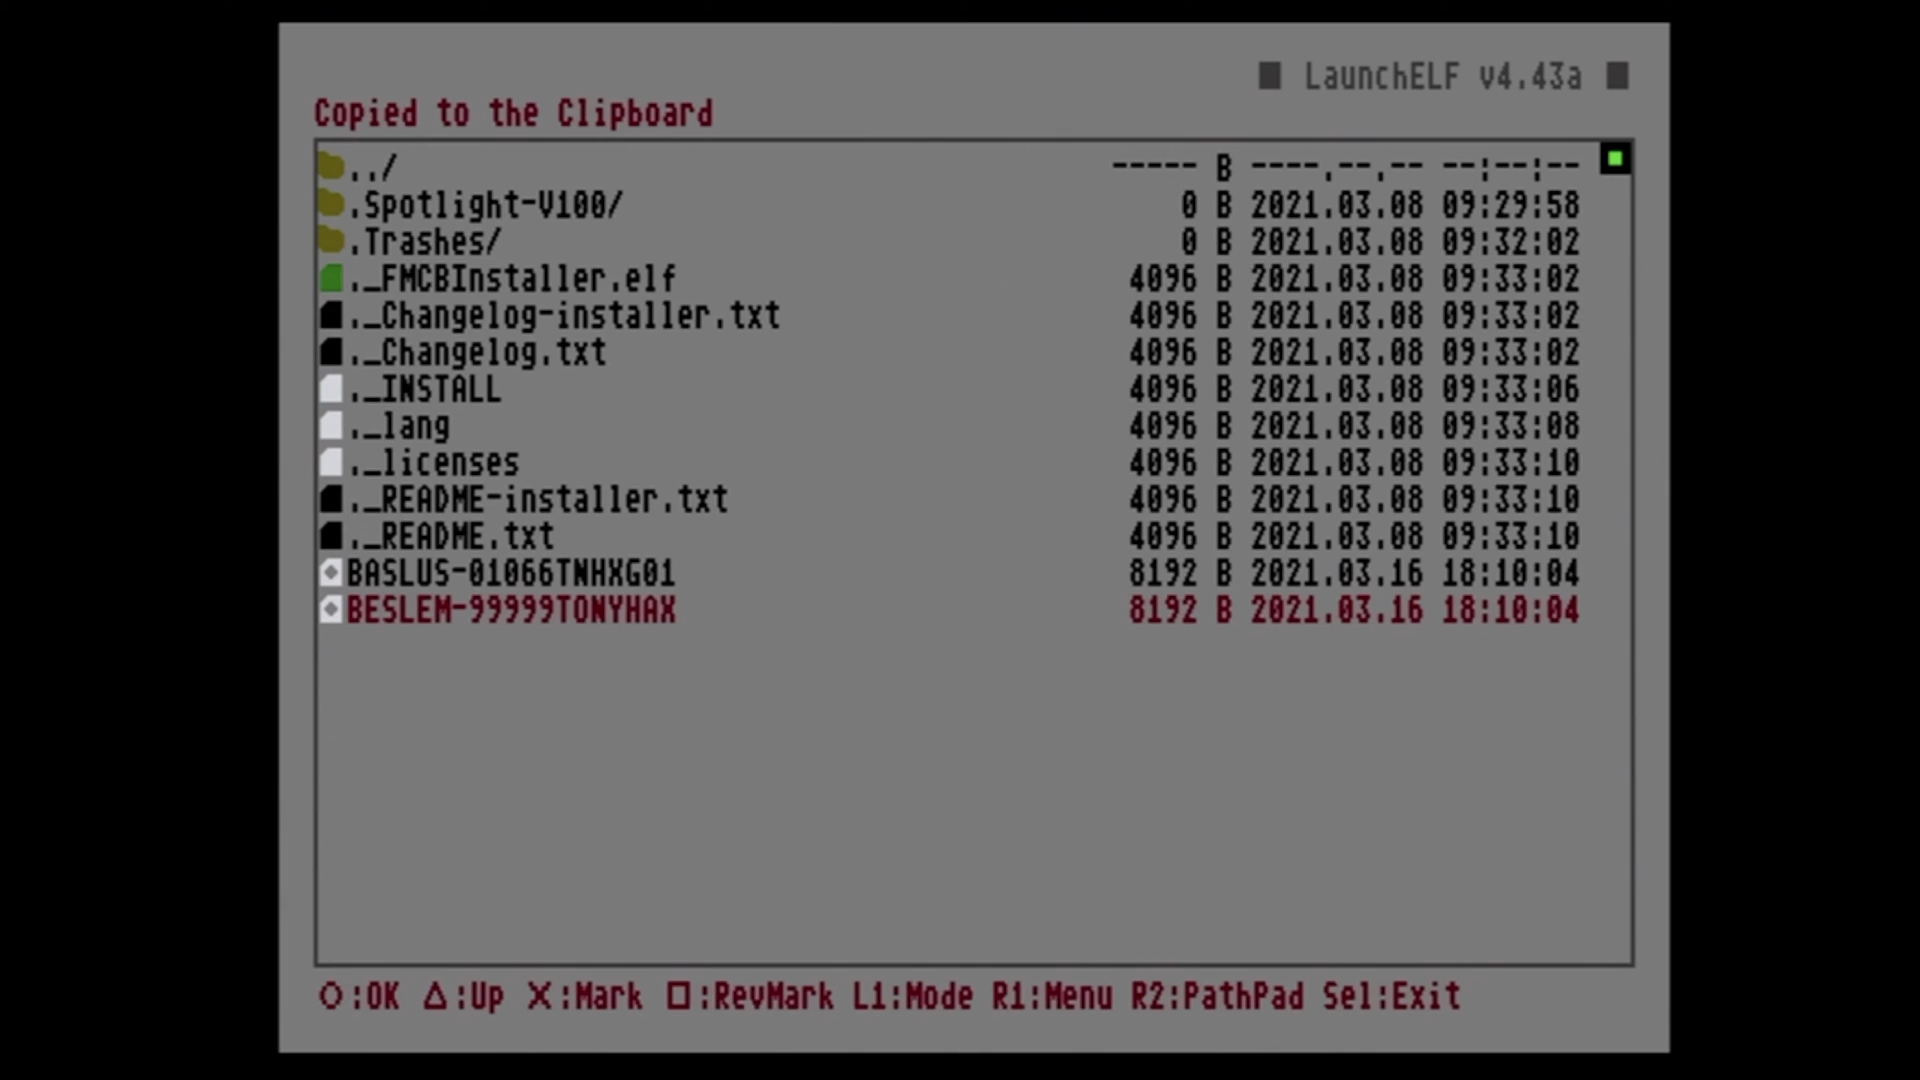 LaunchELF v4.43a
Copied to the Clipboard
../ ----- B ----.--.-- --:--:--
.Spotlight-V100/ 0 B 2021.03.08 09:29:58
.Trashes/ 0 B 2021.03.08 09:32:02
._FMCBInstaller.elf 4096 B 2021.03.08 09:33:02
._Changelog-installer.txt 4096 B 2021.03.08 09:33:02
._Changelog.txt 4096 B 2021.03.08 09:33:02
._INSTALL 4096 B 2021.03.08 09:33:06
._lang 4096 B 2021.03.08 09:33:08
._licenses 4096 B 2021.03.08 09:33:10
._README-installer.txt 4096 B 2021.03.08 09:33:10
._README.txt 4096 B 2021.03.08 09:33:10
BASLUS-01066TNHXG01 8192 B 2021.03.16 18:10:04
BESLEM-99999TONYHAX 8192 B 2021.03.16 18:10:04
○:OK △:Up ×:Mark □:RevMark L1:Mode R1:Menu R2:PathPad Sel:Exit